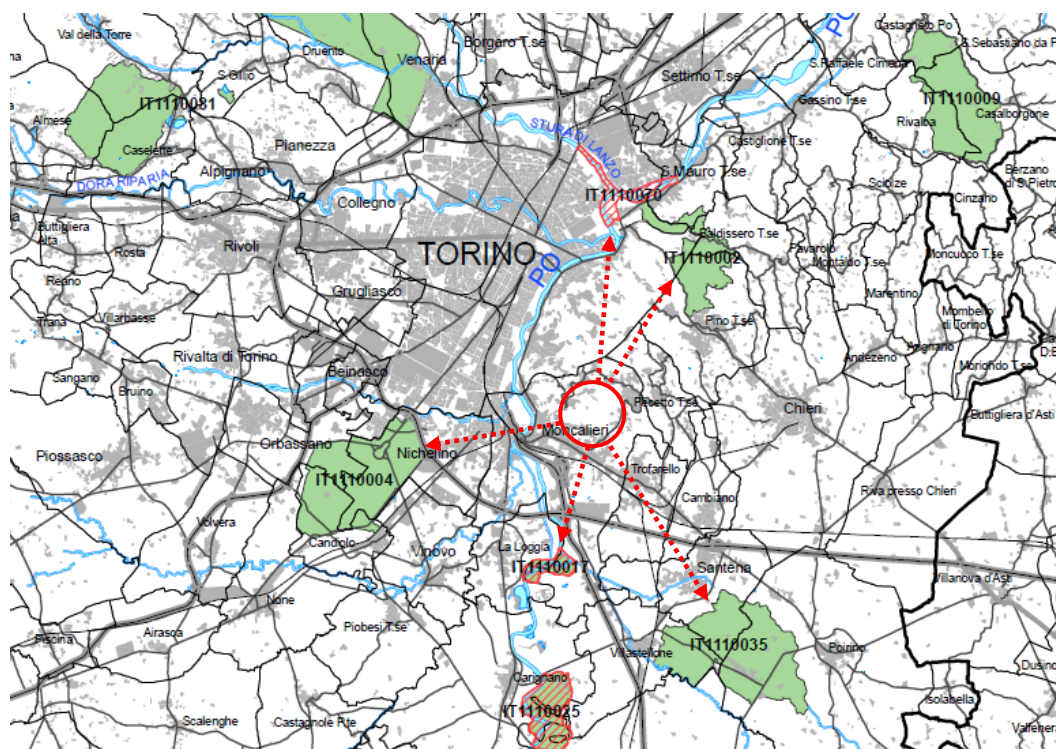 Val della Torre
Druento
Venaria
Borgaro T.se
PO
Castagneto Po
S.Sebastiano da P
Settimo T.se
S.Raffaele Cimena
S.Gillio
Gassino T.se
IT1110081
IT1110009
Almese
STURA DI LANZO
Rivalba
Casalborgone
Caselette
Pianezza
Castiglione T.se
DORA RIPARIA
Alpignano
S.Mauro T.se
Berzano
di S.Pietro
Sciolze
Collegno
IT1110070
Cinzano
Buttigliera
Alta
Rivoli
Rosta
TORINO
PO
Baldissero T.se
Pavarolo
Montaldo T.se
Moncucco T.se
IT1110002
Reano
Grugliasco
Marentino
Mombello
di Torino
Trana
Villarbasse
Pino T.se
Arignano
Andezeno
Moriondo T.se
Rivalta di Torino
Beinasco
Sangano
Bruino
Pecetto T.se
Chieri
Buttigliera d'Asti
Orbassano
Moncalieri
Nichelino
Piossasco
Trofarello
IT1110004
Cambiano
Riva presso Chieri
Volvera
Candiolo
Vinovo
La Loggia
IT1110017
Santena
Villanova d'Asti
None
Piobesi T.se
Airasca
Piscina
IT1110035
Villastellone
Poirino
Dusino
Carignano
Isolabella
IT1110025
Scalenghe
Castagnole P.te
Valfener